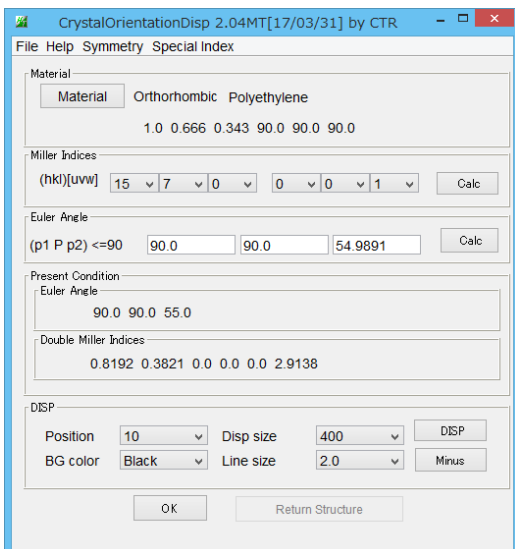 CrystalOrientationDisp 2.04MT[17/03/31] by CTR
File Help Symmetry Special Index
Material
Material Orthorhombic Polyethylene
1.0 0.666 0.343 90.0 90.0 90.0
Miller Indices
(hkl)[uvw] 15 7 0 0 0 1 Calc
Euler Angle
(p1 P p2) <=90 90.0 90.0 54.9891 Calc
Present Condition
Euler Angle
90.0 90.0 55.0
Double Miller Indices
0.8192 0.3821 0.0 0.0 0.0 2.9138
DISP
Position 10 Disp size 400 DISP
BG color Black Line size 2.0 Minus
OK Return Structure